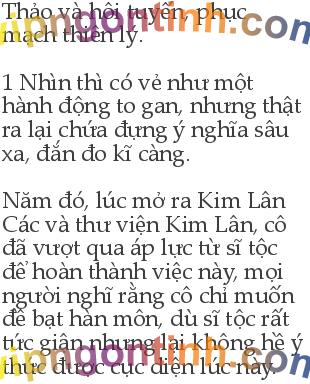 Thảo và hội tuyển, phục
mạch thiên lý.
1 Nhìn thì có vẻ như một
hành động to gan, nhưng thật
ra lại chứa đựng ý nghĩa sâu
xa, đắn đo kĩ càng.
Năm đó, lúc mở ra Kim Lân
Các và thư viện Kim Lân, cô
đã vượt qua áp lực từ sĩ tộc
để hoàn thành việc này, mọi
người nghĩ rằng cô chỉ muốn
đề bạt hàn môn, dù sĩ tộc rất
tức giận nhưng lại không hề ý
thức được cục diện lúc này.
vipngontinh.com
vipngontinh.com